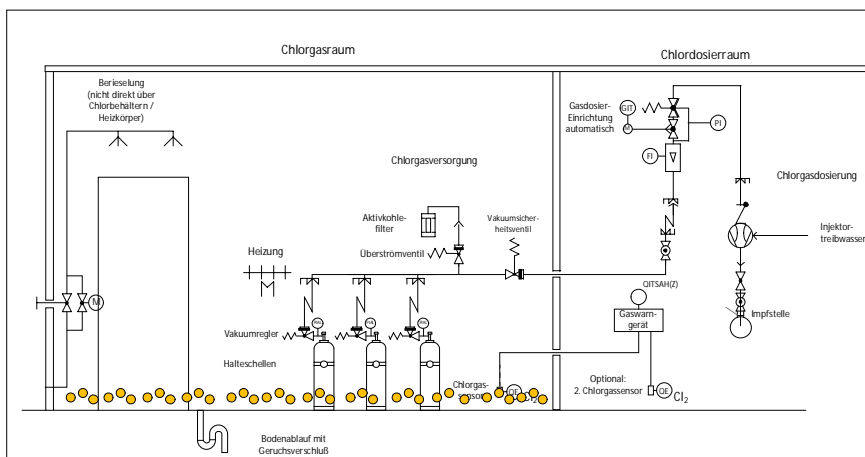 Chlorgasraum
Chlordosierraum
Berieselung
(nicht direkt über
Chlorbehältern /
Heizkörper)
Gasdosier-
Einrichtung
automatisch
GIT
M
PI
FI
Chlorgasversorgung
Chlorgasdosierung
Aktivkohle-
filter
Vakuumsicher-
heitsventil
Injektor-
treibwasser
Heizung
Überströmventil
QITSAH(Z)
M
Gaswarn-
gerät
Impfstelle
Vakuumregler
Halteschellen
Chlorgas-
sensor
OE
Optional:
2. Chlorgassensor
OE
Cl2
Bodenablauf mit
Geruchsverschluß